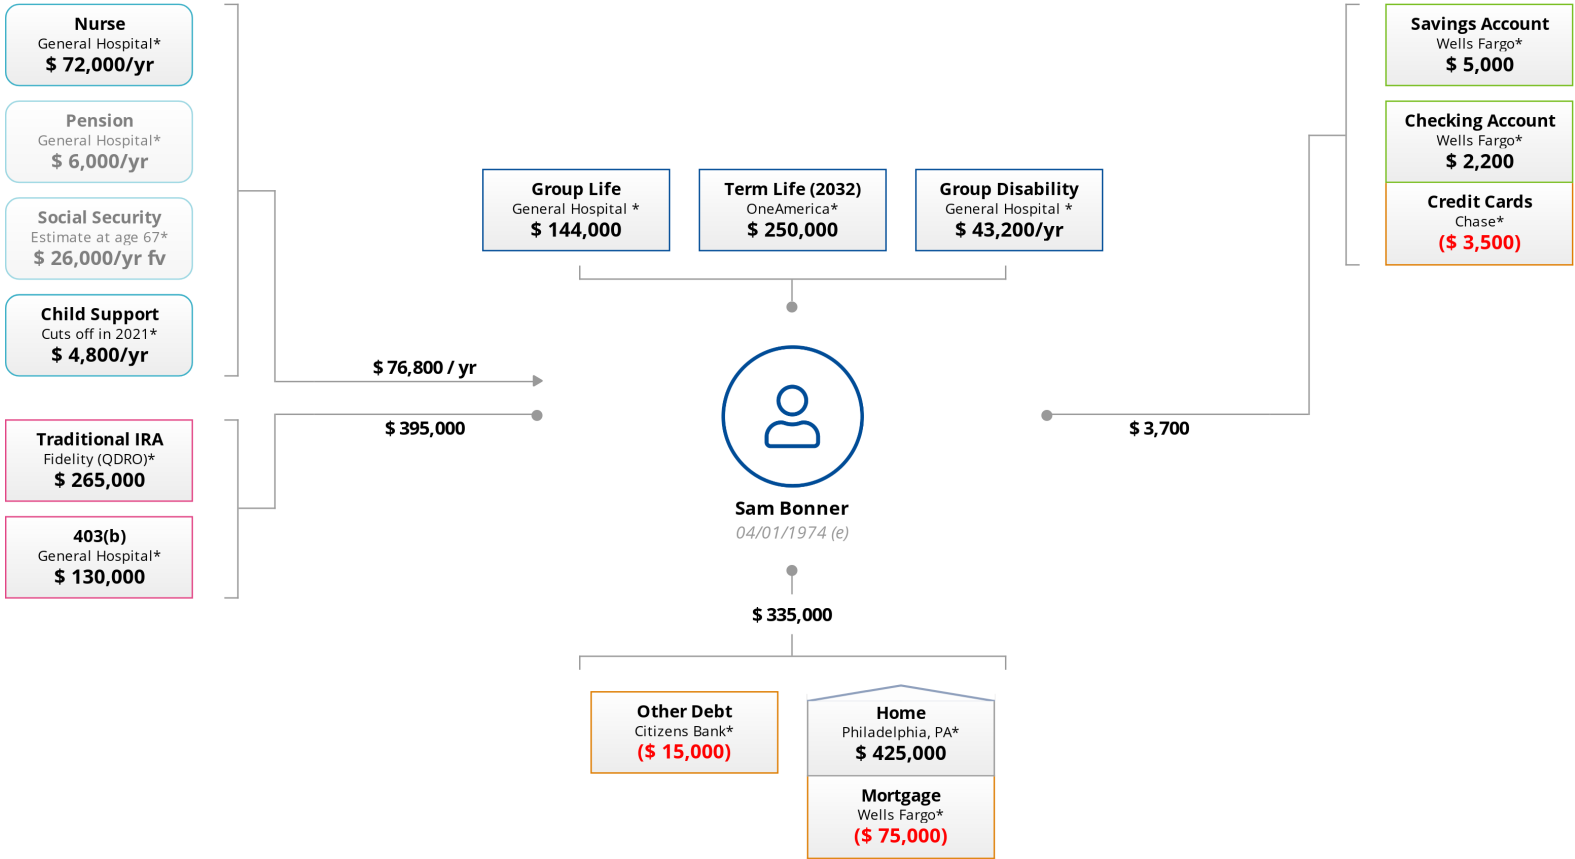 Nurse
General Hospital*
$ 72,000/yr
Pension
General Hospital*
$ 6,000/yr
Social Security
Estimate at age 67*
$ 26,000/yr fv
Child Support
Cuts off in 2021*
$ 4,800/yr
$ 76,800 / yr
$ 395,000
Traditional IRA
Fidelity (QDRO)*
$ 265,000
403(b)
General Hospital*
$ 130,000
Group Life
General Hospital *
$ 144,000
Term Life (2032)
OneAmerica*
$ 250,000
Group Disability
General Hospital *
$ 43,200/yr
Sam Bonner
04/01/1974 (e)
$ 335,000
Other Debt
Citizens Bank*
($ 15,000)
Home
Philadelphia, PA*
$ 425,000
Mortgage
Wells Fargo*
($ 75,000)
Savings Account
Wells Fargo*
$ 5,000
Checking Account
Wells Fargo*
$ 2,200
Credit Cards
Chase*
($ 3,500)
$ 3,700